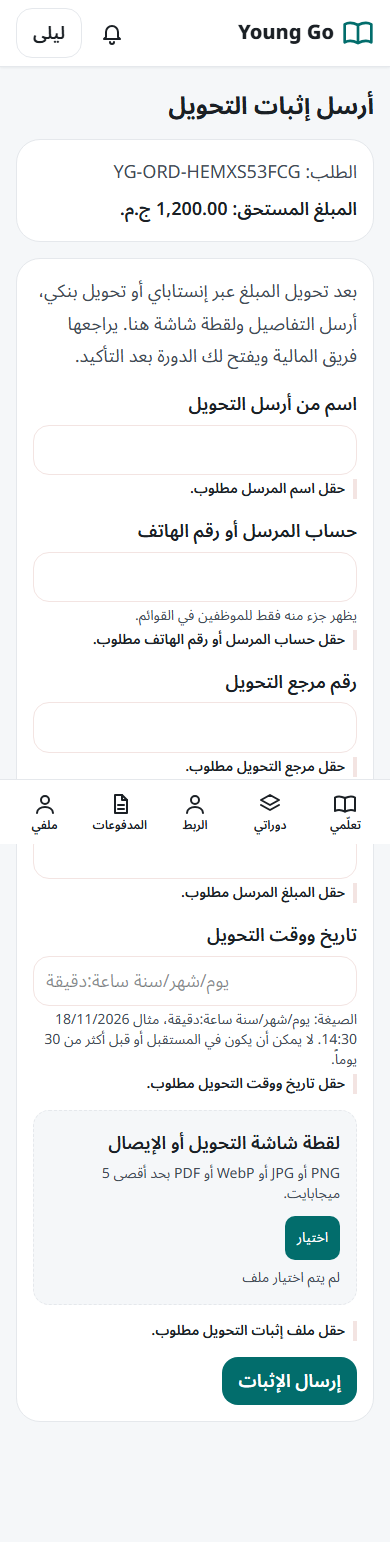 Young Go
ليلى
أرسل إثبات التحويل
الطلب: YG-ORD-HEMXS53FCG
المبلغ المستحق: 1,200.00 ج.م.
بعد تحويل المبلغ عبر إنستاباي أو تحويل بنكي،
أرسل التفاصيل ولقطة شاشة هنا. يراجعها
فريق المالية ويفتح لك الدورة بعد التأكيد.
اسم من أرسل التحويل
حقل اسم المرسل مطلوب.
حساب المرسل أو رقم الهاتف
يظهر جزء منه فقط للموظفين في القوائم.
حقل حساب المرسل أو رقم الهاتف مطلوب.
رقم مرجع التحويل
حقل مرجع التحويل مطلوب.
تعلّمي
دوراتي
الربط
المدفوعات
ملفي
حقل المبلغ المرسل مطلوب.
تاريخ ووقت التحويل
يوم/شهر/سنة ساعة:دقيقة
الصيغة: يوم/شهر/سنة ساعة:دقيقة، مثال 18/11/2026
14:30. لا يمكن أن يكون في المستقبل أو قبل أكثر من 30
يوماً.
حقل تاريخ ووقت التحويل مطلوب.
لقطة شاشة التحويل أو الإيصال
PNG أو JPG أو WebP أو PDF بحد أقصى 5
ميجابايت.
اختيار
لم يتم اختيار ملف
حقل ملف إثبات التحويل مطلوب.
إرسال الإثبات